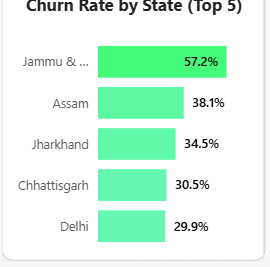 Churn Rate by State (Top 5)
Jammu & ... 57.2%
Assam 38.1%
Jharkhand 34.5%
Chhattisgarh 30.5%
Delhi 29.9%